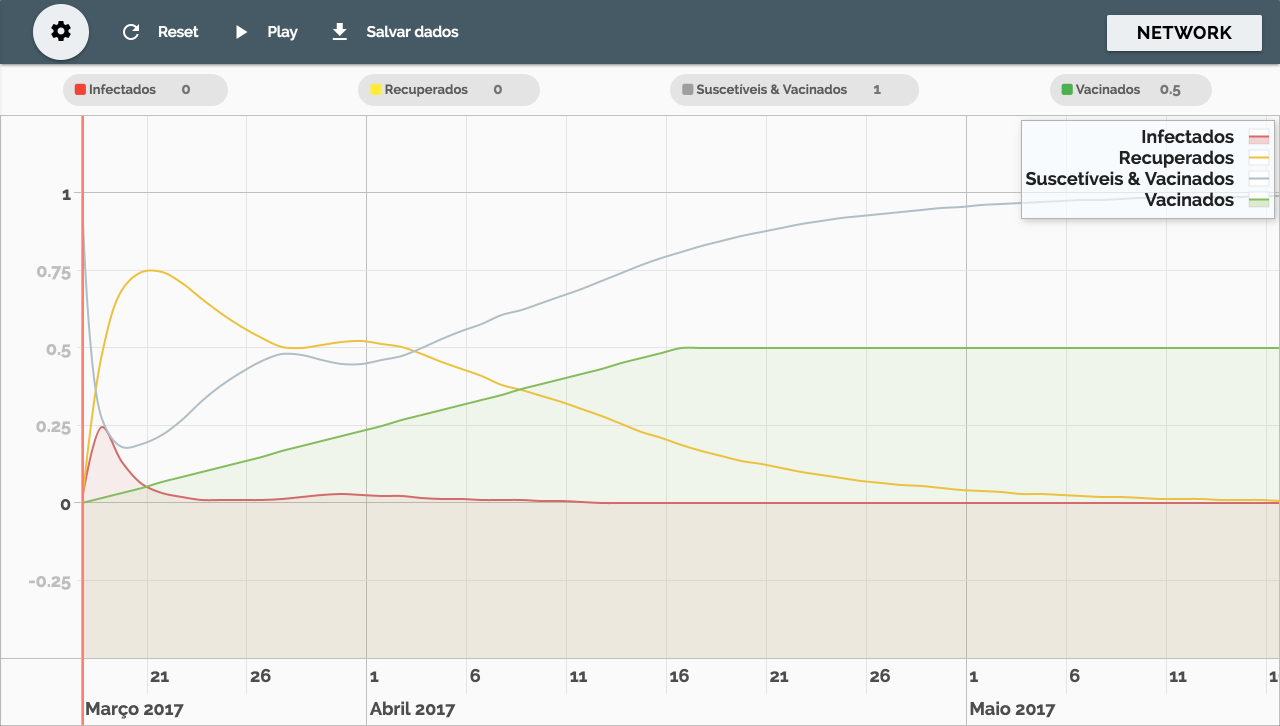 Reset Play Salvar dados NETWORK
Infectados 0 Recuperados 0 Suscetíveis & Vacinados 1 Vacinados 0.5
Infectados
Recuperados
Suscetíveis & Vacinados
Vacinados
1
0.75
0.5
0.25
0
-0.25
21 26 1 6 11 16 21 26 1 6 11
Março 2017 Abril 2017 Maio 2017